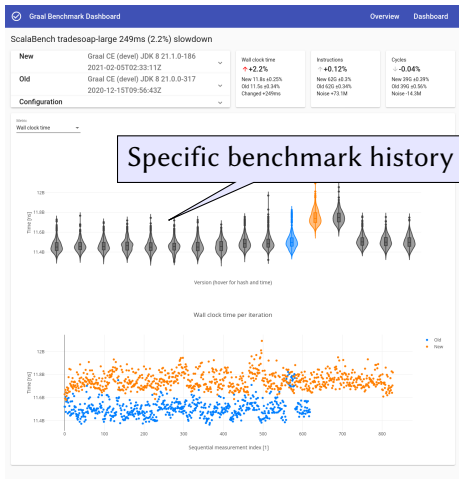 Graal Benchmark Dashboard
Overview Dashboard
ScalaBench tradesoap-large 249ms (2.2%) slowdown
New Graal CE (devel) JDK 8 21.1.0-186
2021-02-05T02:33:11Z
Old Graal CE (devel) JDK 8 21.0.0-317
2020-12-15T09:56:43Z
Configuration
Wall clock time
↑ +2.2%
New 11.8s ±0.25%
Old 11.5s ±0.34%
Changed +249ms
Instructions
↑ +0.12%
New 62G ±0.3%
Old 62G ±0.34%
Noise +73.1M
Cycles
↓ -0.04%
New 39G ±0.39%
Old 39G ±0.56%
Noise -14.3M
Wall clock time
Specific benchmark history
Time [ns]
12B
11.8B
11.6B
11.4B
Version (hover for hash and time)
Wall clock time per iteration
Old
New
Time [ns]
12B
11.8B
11.6B
11.4B
0 100 200 300 400 500 600 700 800
Sequential measurement index [1]